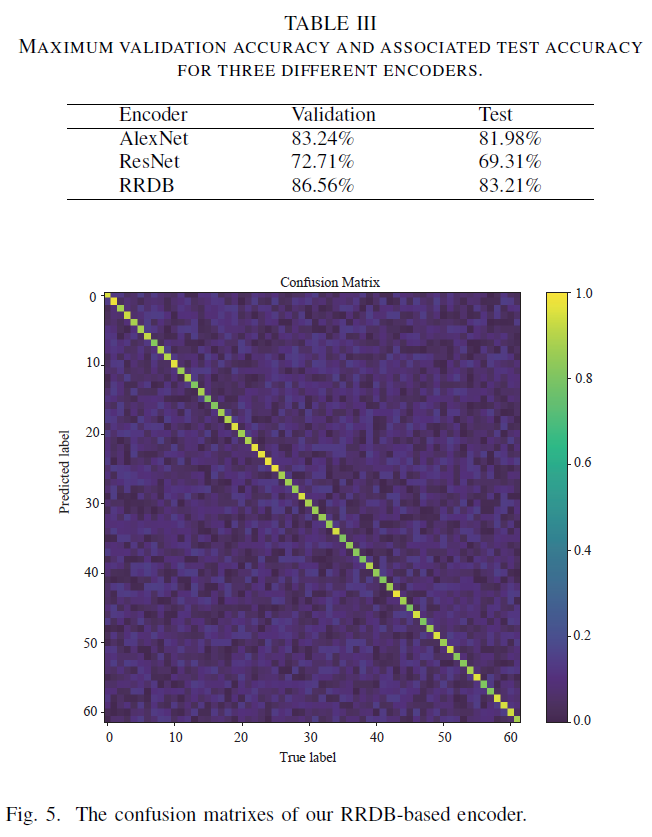 TABLE III
MAXIMUM VALIDATION ACCURACY AND ASSOCIATED TEST ACCURACY
FOR THREE DIFFERENT ENCODERS.
Encoder Validation Test
AlexNet 83.24% 81.98%
ResNet 72.71% 69.31%
RRDB 86.56% 83.21%
Confusion Matrix
Predicted label
0
10
20
30
40
50
60
0 10 20 30 40 50 60
True label
1.0
0.8
0.6
0.4
0.2
0.0
Fig. 5. The confusion matrixes of our RRDB-based encoder.